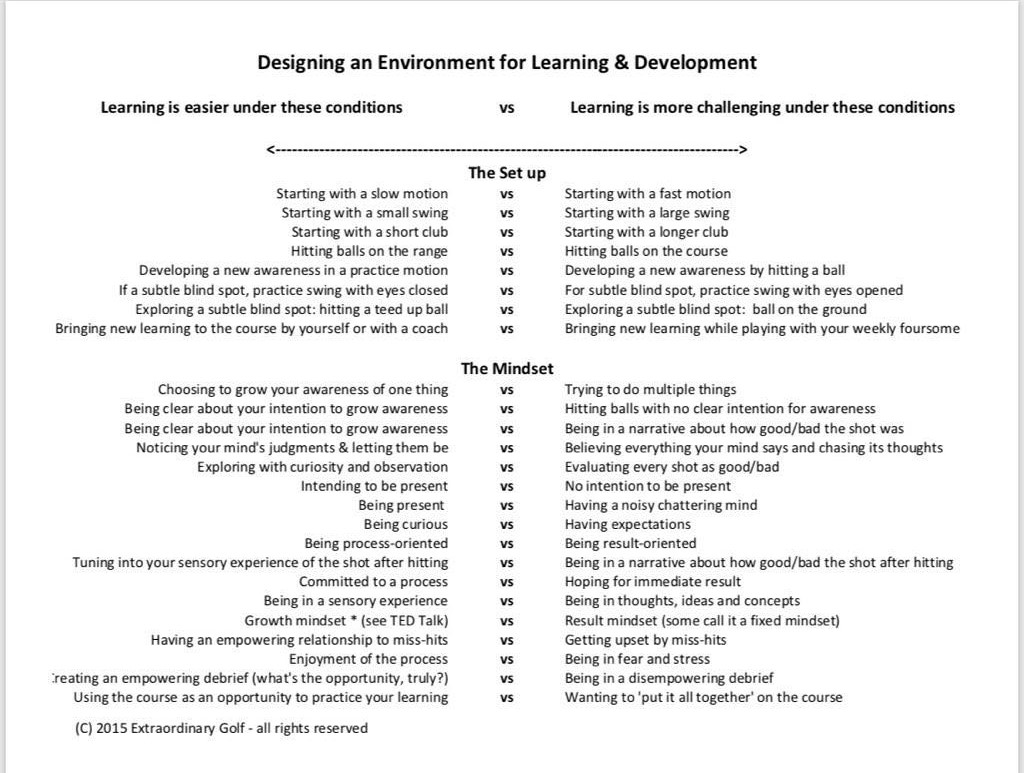 Designing an Environment for Learning & Development
Learning is easier under these conditions vs Learning is more challenging under these conditions
<------------------------------------------------------------------------------------->
The Set up
Starting with a slow motion vs Starting with a fast motion
Starting with a small swing vs Starting with a large swing
Starting with a short club vs Starting with a longer club
Hitting balls on the range vs Hitting balls on the course
Developing a new awareness in a practice motion vs Developing a new awareness by hitting a ball
If a subtle blind spot, practice swing with eyes closed vs For subtle blind spot, practice swing with eyes opened
Exploring a subtle blind spot: hitting a teed up ball vs Exploring a subtle blind spot: ball on the ground
Bringing new learning to the course by yourself or with a coach vs Bringing new learning while playing with your weekly foursome
The Mindset
Choosing to grow your awareness of one thing vs Trying to do multiple things
Being clear about your intention to grow awareness vs Hitting balls with no clear intention for awareness
Being clear about your intention to grow awareness vs Being in a narrative about how good/bad the shot was
Noticing your mind's judgments & letting them be vs Believing everything your mind says and chasing its thoughts
Exploring with curiosity and observation vs Evaluating every shot as good/bad
Intending to be present vs No intention to be present
Being present vs Having a noisy chattering mind
Being curious vs Having expectations
Being process-oriented vs Being result-oriented
Tuning into your sensory experience of the shot after hitting vs Being in a narrative about how good/bad the shot after hitting
Committed to a process vs Hoping for immediate result
Being in a sensory experience vs Being in thoughts, ideas and concepts
Growth mindset * (see TED Talk) vs Result mindset (some call it a fixed mindset)
Having an empowering relationship to miss-hits vs Getting upset by miss-hits
Enjoyment of the process vs Being in fear and stress
reating an empowering debrief (what's the opportunity, truly?) vs Being in a disempowering debrief
Using the course as an opportunity to practice your learning vs Wanting to 'put it all together' on the course
(C) 2015 Extraordinary Golf - all rights reserved